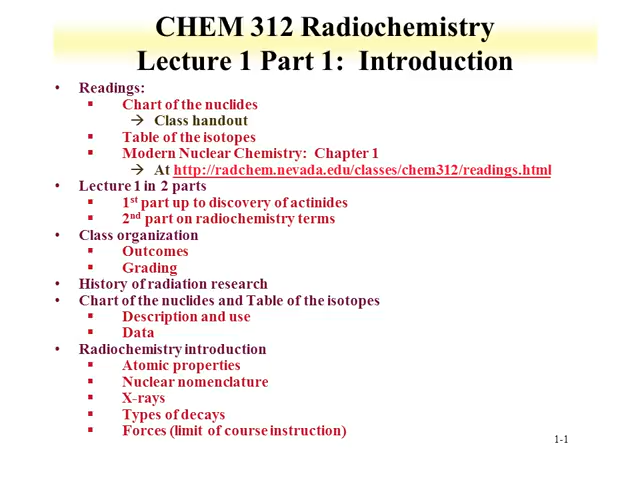 CHEM 312 Radiochemistry
Lecture 1 Part 1: Introduction
• Readings:
▪ Chart of the nuclides
→ Class handout
▪ Table of the isotopes
▪ Modern Nuclear Chemistry: Chapter 1
→ At http://radchem.nevada.edu/classes/chem312/readings.html
• Lecture 1 in 2 parts
▪ 1st part up to discovery of actinides
▪ 2nd part on radiochemistry terms
• Class organization
▪ Outcomes
▪ Grading
• History of radiation research
• Chart of the nuclides and Table of the isotopes
▪ Description and use
▪ Data
• Radiochemistry introduction
▪ Atomic properties
▪ Nuclear nomenclature
▪ X-rays
▪ Types of decays
▪ Forces (limit of course instruction)
1-1